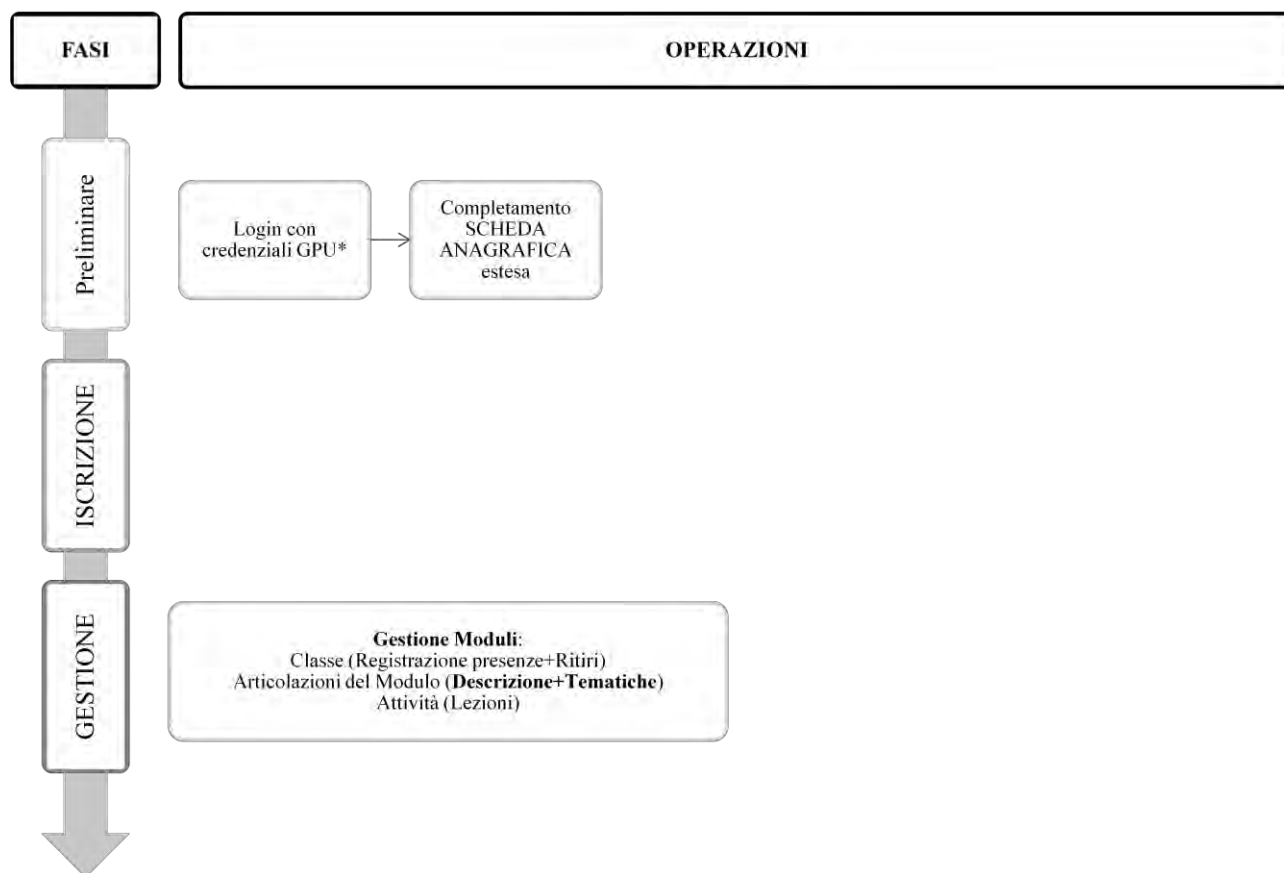 FASI
OPERAZIONI
Preliminare
Login con
credenziali GPU*
Completamento
SCHEDA
ANAGRAFICA
estesa
ISCRIZIONE
GESTIONE
Gestione Moduli:
Classe (Registrazione presenze+Ritiri)
Articolazioni del Modulo (Descrizione+Tematiche)
Attività (Lezioni)